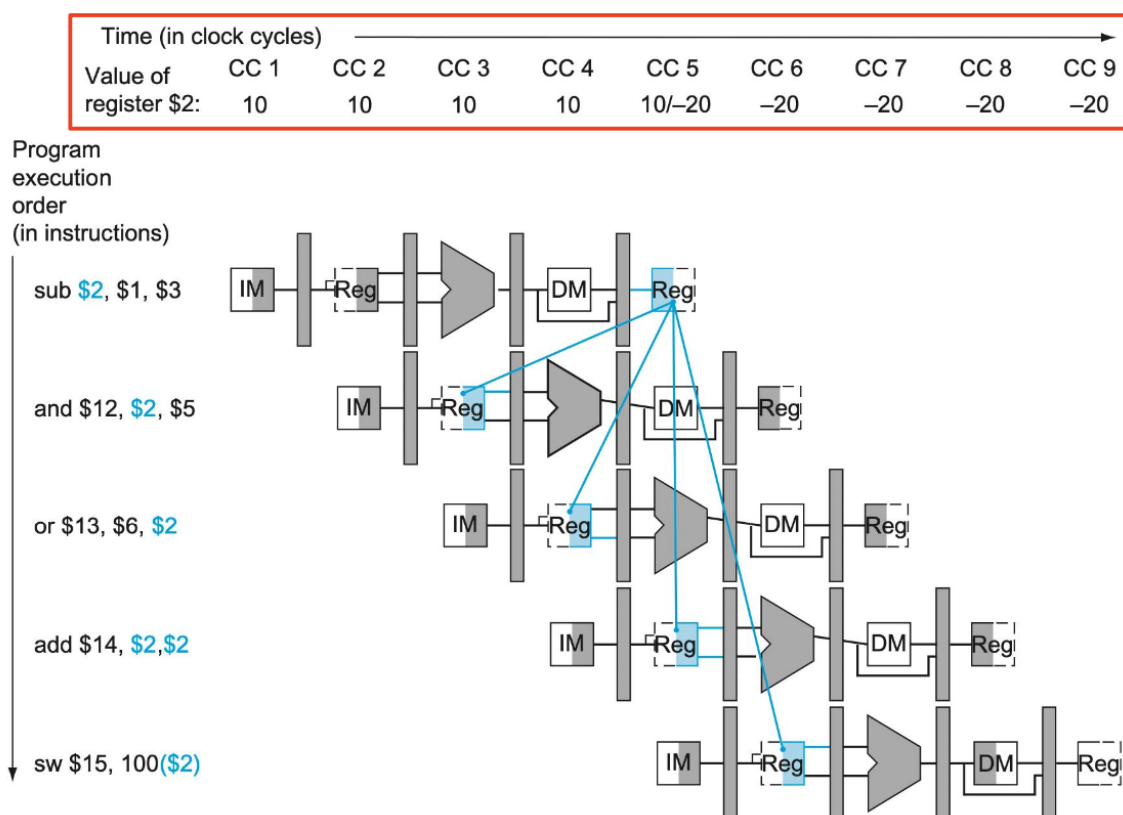 Time (in clock cycles)
Value of register $2:
CC 1 CC 2 CC 3 CC 4 CC 5 CC 6 CC 7 CC 8 CC 9
10 10 10 10 10/–20 –20 –20 –20 –20
Program
execution
order
(in instructions)
sub $2, $1, $3
IM Reg DM Reg
and $12, $2, $5
IM Reg DM Reg
or $13, $6, $2
IM Reg DM Reg
add $14, $2,$2
IM Reg DM Reg
sw $15, 100($2)
IM Reg DM Reg